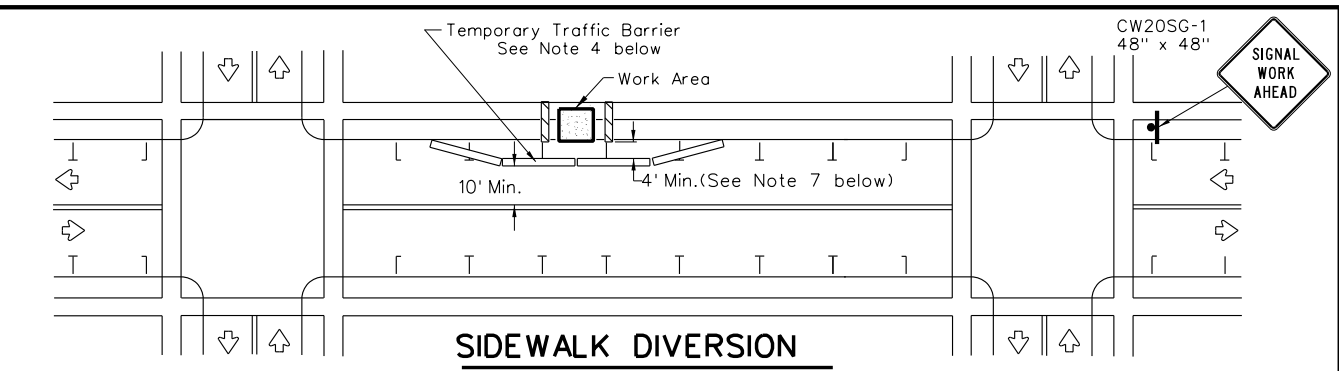 Temporary Traffic Barrier
See Note 4 below
Work Area
CW20SG-1
48" x 48"
SIGNAL
WORK
AHEAD
10' Min.
4' Min.(See Note 7 below)
SIDEWALK DIVERSION